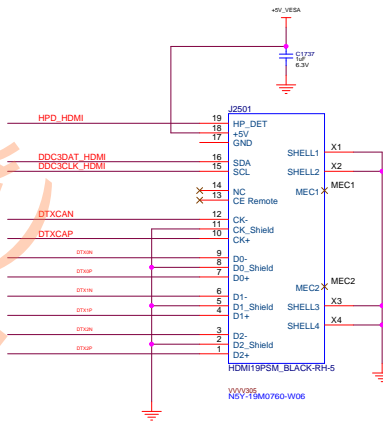 +5V_VESA
C1737
1uF
6.3V
J2501
HPD_HDMI 19 HP_DET
18 +5V
17 GND
SHELL1 X1
DDC3DAT_HDMI 16 SDA
DDC3CLK_HDMI 15 SCL
SHELL2 X2
14 NC
MEC1 MEC1
13 CE Remote
DTXCAN 12 CK-
11 CK_Shield
DTXCAP 10 CK+
DTX0N 9 D0-
8 D0_Shield
DTX0P 7 D0+
MEC2 MEC2
DTX1N 6 D1-
5 D1_Shield
SHELL3 X3
DTX1P 4 D1+
SHELL4 X4
DTX2N 3 D2-
2 D2_Shield
DTX2P 1 D2+
HDMI19PSM_BLACK-RH-5
VVVV305
N5Y-19M0760-W06